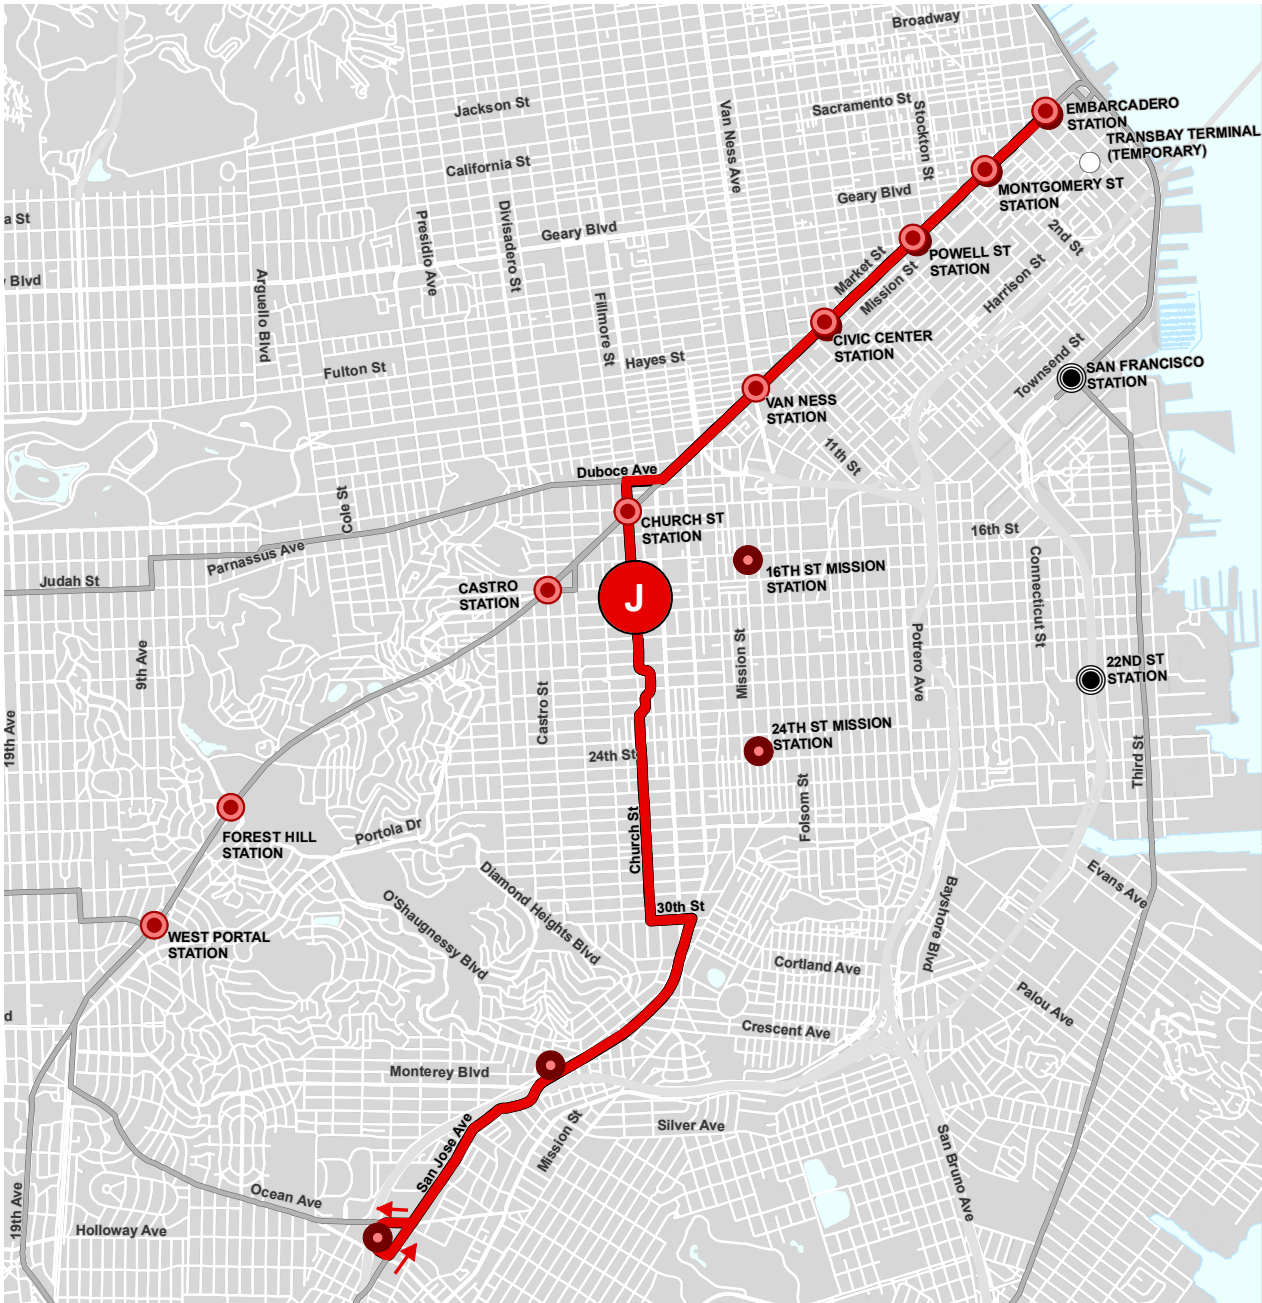 Broadway
Jackson St
Sacramento St
Stockton St
Van Ness Ave
EMBARCADERO
STATION
TRANSBAY TERMINAL
(TEMPORARY)
California St
MONTGOMERY ST
STATION
Geary Blvd
a St
Presidio Ave
Divisadero St
Geary Blvd
2nd St
POWELL ST
STATION
Market St
Mission St
Harrison St
Blvd
Arguello Blvd
Fillmore St
CIVIC CENTER
STATION
Hayes St
Fulton St
Townsend St
SAN FRANCISCO
STATION
VAN NESS
STATION
11th St
Duboce Ave
Cole St
CHURCH ST
STATION
16th St
Parnassus Ave
Judah St
CASTRO
STATION
J
16TH ST MISSION
STATION
Connecticut St
9th Ave
Mission St
Potrero Ave
22ND ST
STATION
19th Ave
Castro St
24th St
24TH ST MISSION
STATION
Third St
Folsom St
Church St
FOREST HILL
STATION
Portola Dr
Diamond Heights Blvd
O'Shaugnessy Blvd
30th St
Evans Ave
Bayshore Blvd
WEST PORTAL
STATION
Cortland Ave
Palou Ave
d
Crescent Ave
Monterey Blvd
San Jose Ave
Mission St
Silver Ave
San Bruno Ave
Ocean Ave
19th Ave
Holloway Ave